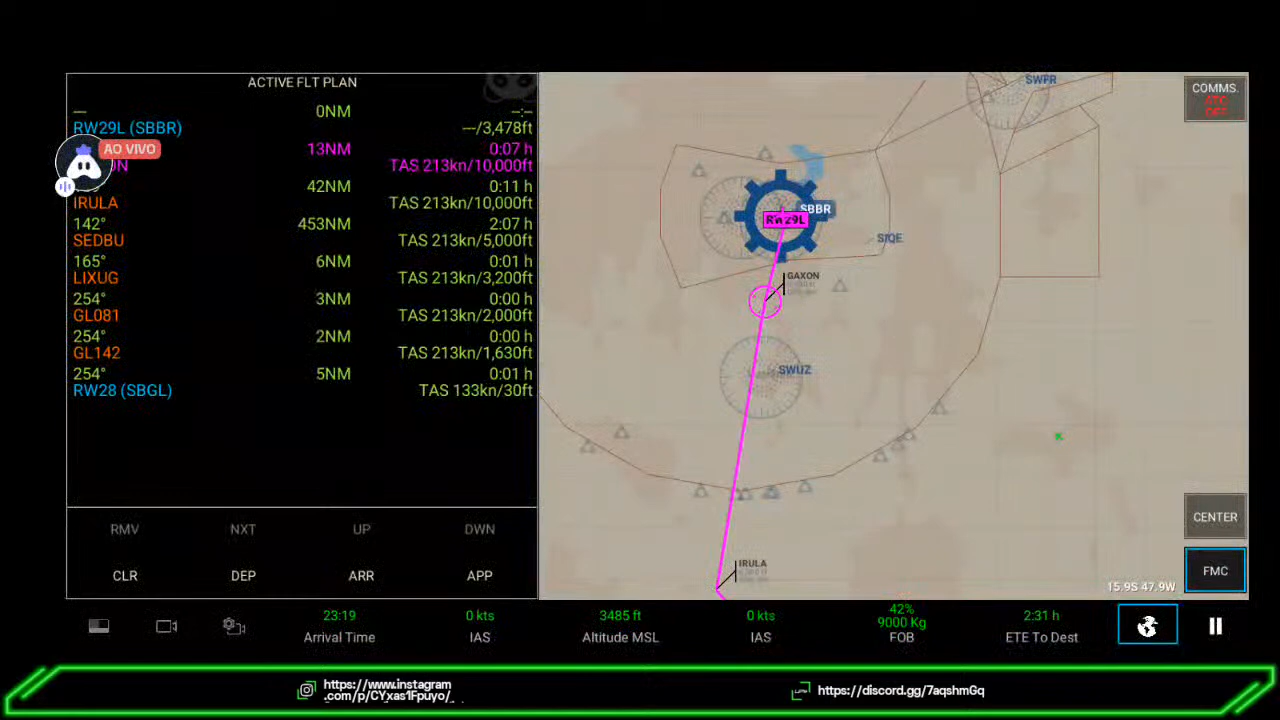 ACTIVE FLT PLAN
--- 0NM --:--
RW29L (SBBR) ---/3,478ft
AO VIVO 13NM 0:07 h
TAS 213kn/10,000ft
42NM 0:11 h
IRULA TAS 213kn/10,000ft
142° 453NM 2:07 h
SEDBU TAS 213kn/5,000ft
165° 6NM 0:01 h
LIXUG TAS 213kn/3,200ft
254° 3NM 0:00 h
GL081 TAS 213kn/2,000ft
254° 2NM 0:00 h
GL142 TAS 213kn/1,630ft
254° 5NM 0:01 h
RW28 (SBGL) TAS 133kn/30ft
RMV NXT UP DWN
CLR DEP ARR APP
SWFR
SBBR
RW29L
SIQE
GAXON
SWUZ
IRULA
COMMS.
ATC
OFF
CENTER
FMC
15.9S 47.9W
23:19
Arrival Time
0 kts
IAS
3485 ft
Altitude MSL
0 kts
IAS
42%
9000 Kg
FOB
2:31 h
ETE To Dest
https://www.instagram
.com/p/CYxas1Fpuyo/
https://discord.gg/7aqshmGq